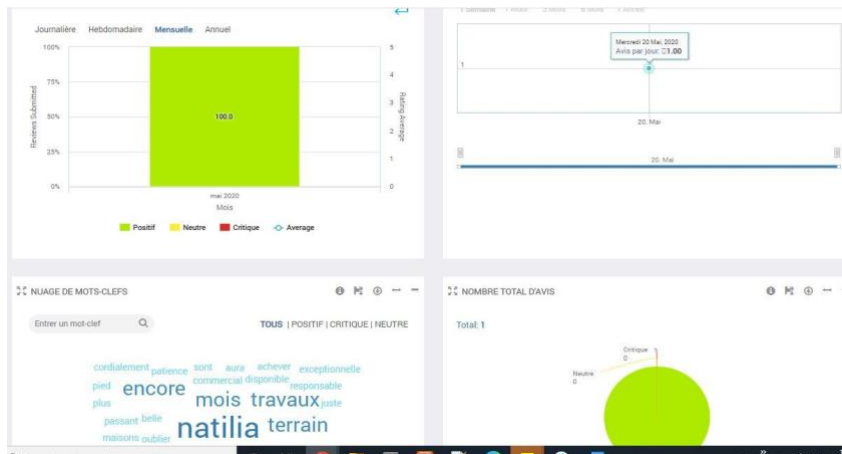 Journalière Hebdomadaire Mensuelle Annuel
100%
75%
50%
25%
0%
Reviews Submitted
100.0
5
4
3
2
1
0
Rating Average
mai 2020
Mois
Positif Neutre Critique Average
1 Semaine 1 Mois
Mercredi 20 Mai, 2020
Avis par jour: 1.00
1
20. Mai
20. Mai
NUAGE DE MOTS-CLEFS
Entrer un mot-clef
TOUS | POSITIF | CRITIQUE | NEUTRE
cordialement patience sont aura achever exceptionnelle
pied encore commercial disponible responsable
plus mois travaux juste
passant belle natilia terrain
maisons oublier
NOMBRE TOTAL D'AVIS
Total: 1
Critique
0
Neutre
0